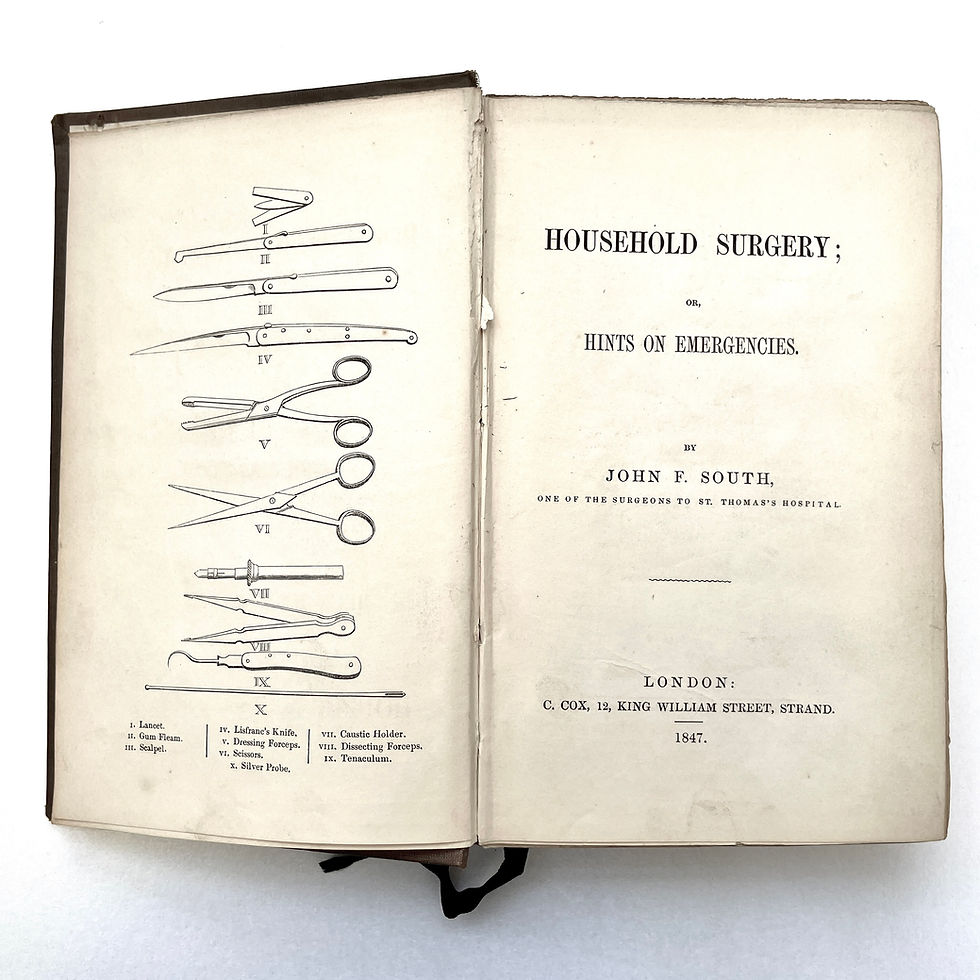 I
II
III
IV
V
VI
VII
VIII
IX
X
I. Lancet.
II. Gum Fleam.
III. Scalpel.
IV. Lisfranc's Knife.
V. Dressing Forceps.
VI. Scissors.
X. Silver Probe.
VII. Caustic Holder.
VIII. Dissecting Forceps.
IX. Tenaculum.
HOUSEHOLD SURGERY;
OR,
HINTS ON EMERGENCIES.
BY
JOHN F. SOUTH,
ONE OF THE SURGEONS TO ST. THOMAS'S HOSPITAL.
LONDON:
C. COX, 12, KING WILLIAM STREET, STRAND.
1847.